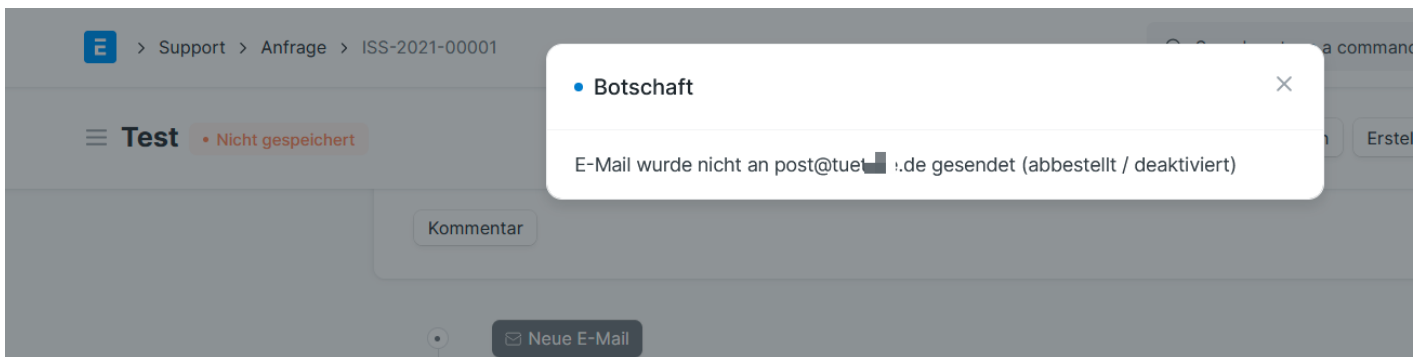 E > Support > Anfrage > ISS-2021-00001
a command
Botschaft
Test • Nicht gespeichert
E-Mail wurde nicht an post@tue .de gesendet (abbestellt / deaktiviert)
Kommentar
Neue E-Mail